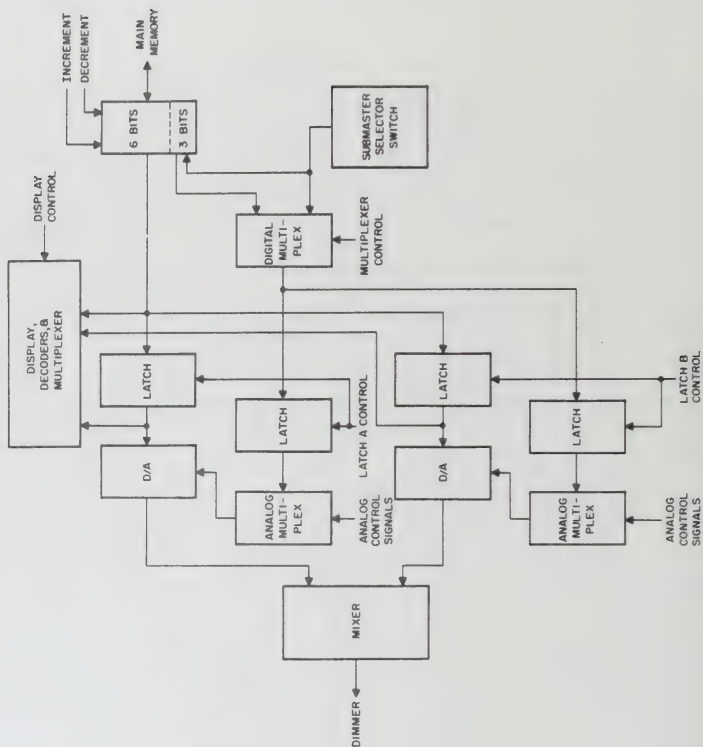 INCREMENT
DECREMENT
MAIN
MEMORY
6 BITS
3 BITS
SUBMASTER
SELECTOR
SWITCH
DISPLAY
CONTROL
DIGITAL
MULTI-
PLEX
MULTIPLEXER
CONTROL
DISPLAY,
DECODERS, &
MULTIPLEXER
LATCH
LATCH
LATCH A CONTROL
LATCH
LATCH
LATCH B
CONTROL
D/A
ANALOG
MULTI-
PLEX
ANALOG
CONTROL
SIGNALS
D/A
ANALOG
MULTI-
PLEX
ANALOG
CONTROL
SIGNALS
MIXER
DIMMER